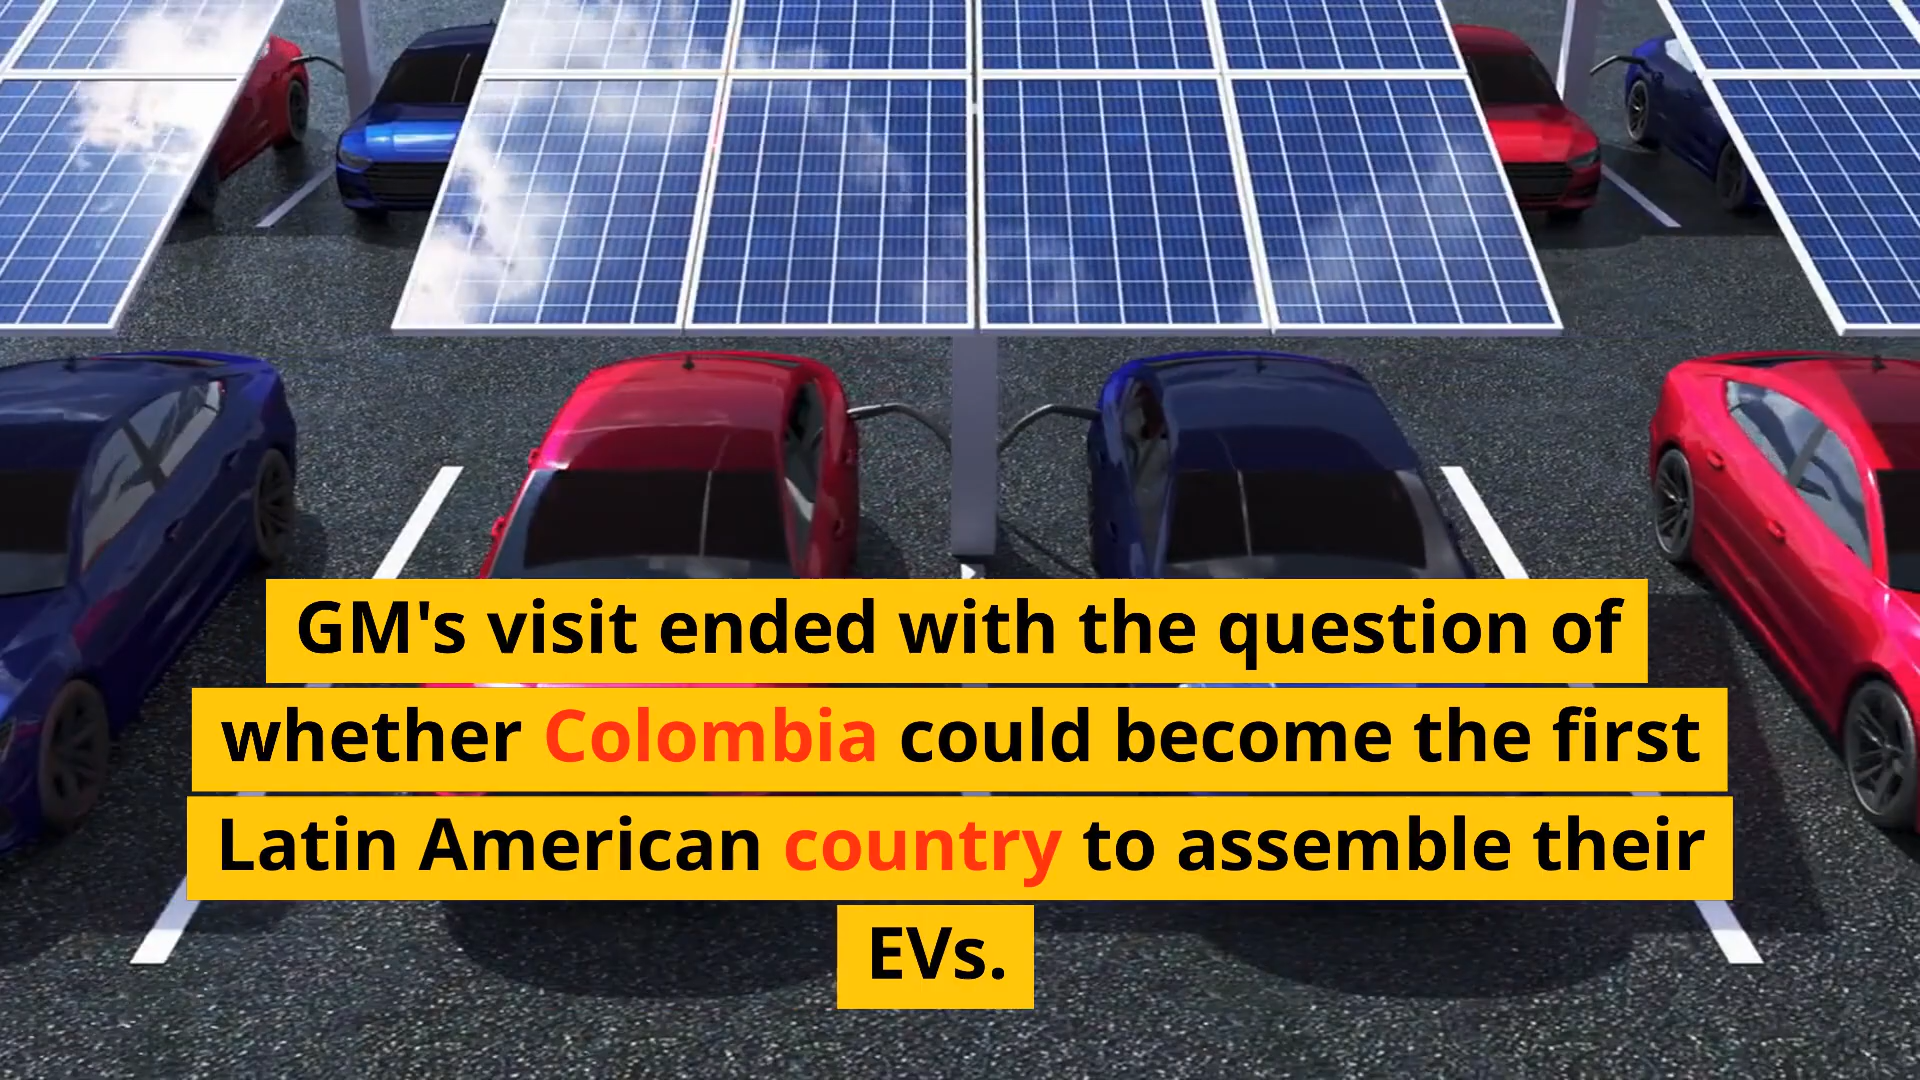 GM's visit ended with the question of
whether Colombia could become the first
Latin American country to assemble their
EVs.